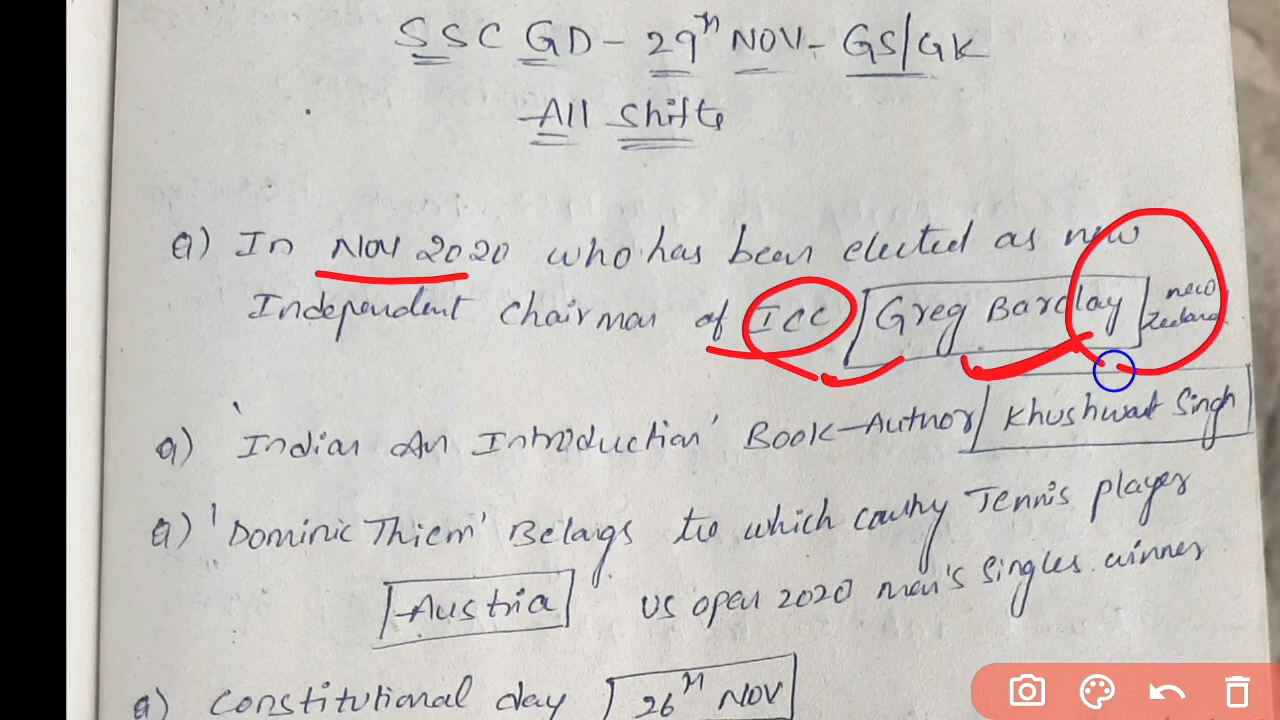 SSC GD - 29th NOV - GS/GK
All Shifts
Q) In Nov 2020 who has been elected as new
Independent Chairman of ICC Greg Barclay new Zeeland
Q) 'Indian An Introduction' Book-Author Khushwat Singh
Q) 'Dominic Thiem' Belongs to which country Tennis player
Austria US open 2020 men's singles winner
Q) Constitutional day 26th NOV